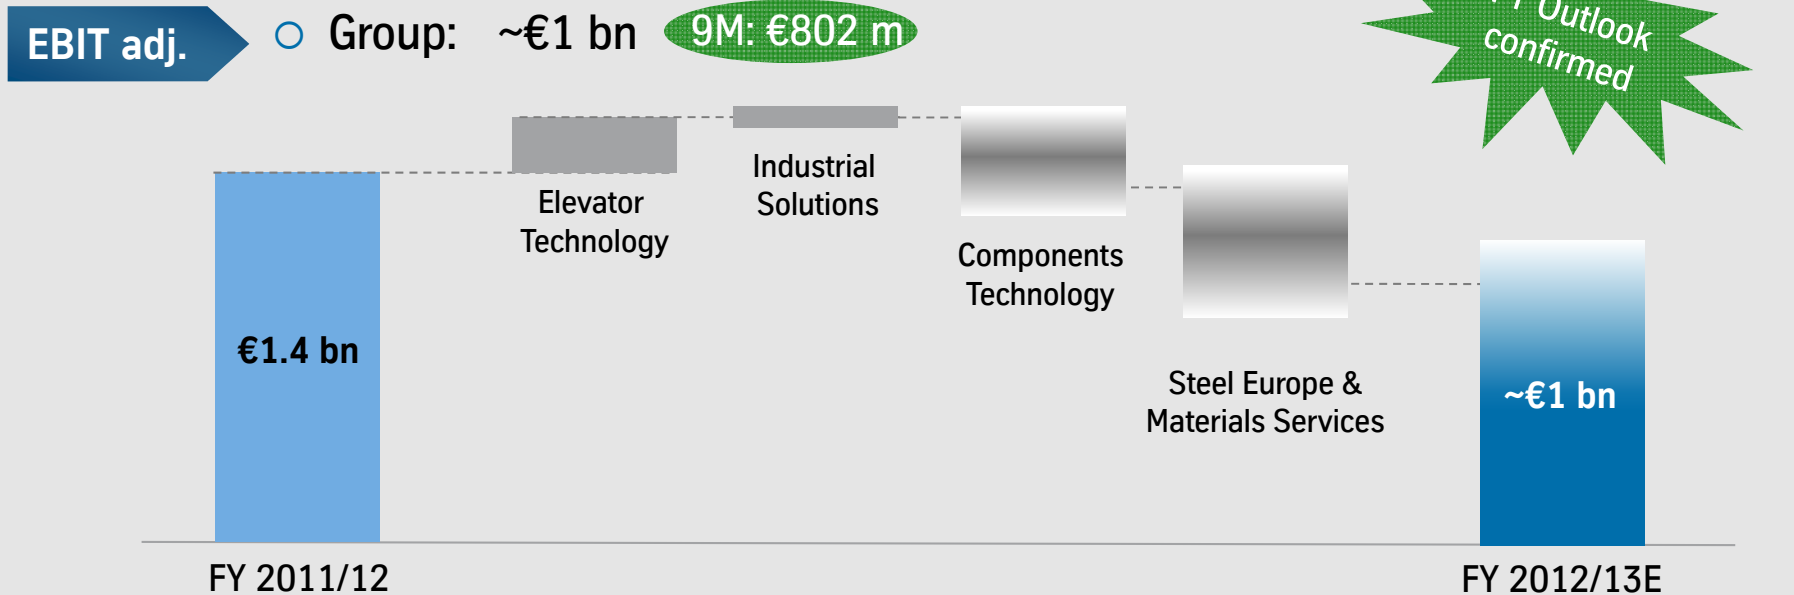 EBIT adj.
Group: ~€1 bn
9M: €802 m
Outlook
confirmed
Industrial
Solutions
Elevator
Technology
Components
Technology
€1.4 bn
Steel Europe &
Materials Services
~€1 bn
FY 2011/12
FY 2012/13E